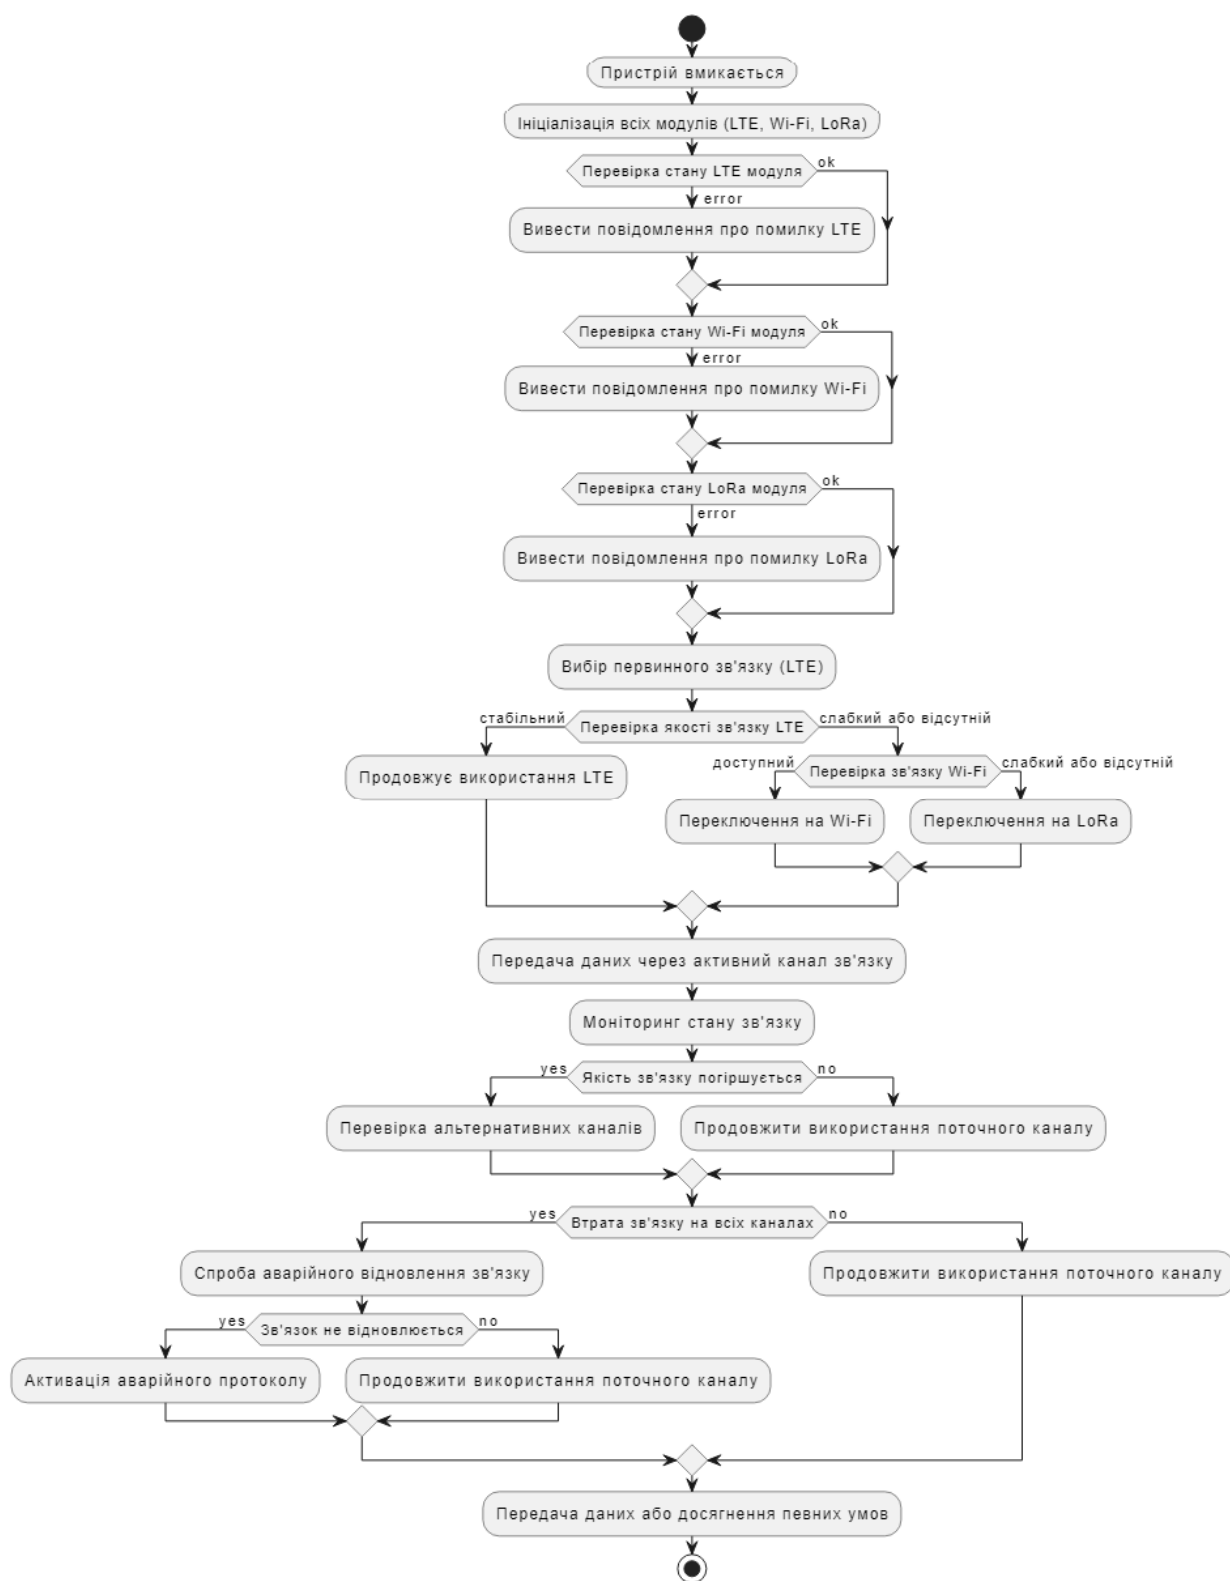 Пристрій вмикається
Ініціалізація всіх модулів (LTE, Wi-Fi, LoRa)
Перевірка стану LTE модуля
ok
error
Вивести повідомлення про помилку LTE
Перевірка стану Wi-Fi модуля
ok
error
Вивести повідомлення про помилку Wi-Fi
Перевірка стану LoRa модуля
ok
error
Вивести повідомлення про помилку LoRa
Вибір первинного зв'язку (LTE)
стабільний
Перевірка якості зв'язку LTE
слабкий або відсутній
Продовжує використання LTE
доступний
Перевірка зв'язку Wi-Fi
слабкий або відсутній
Переключення на Wi-Fi
Переключення на LoRa
Передача даних через активний канал зв'язку
Моніторинг стану зв'язку
yes
Якість зв'язку погіршується
no
Перевірка альтернативних каналів
Продовжити використання поточного каналу
yes
Втрата зв'язку на всіх каналах
no
Спроба аварійного відновлення зв'язку
Продовжити використання поточного каналу
yes
Зв'язок не відновлюється
no
Активація аварійного протоколу
Продовжити використання поточного каналу
Передача даних або досягнення певних умов